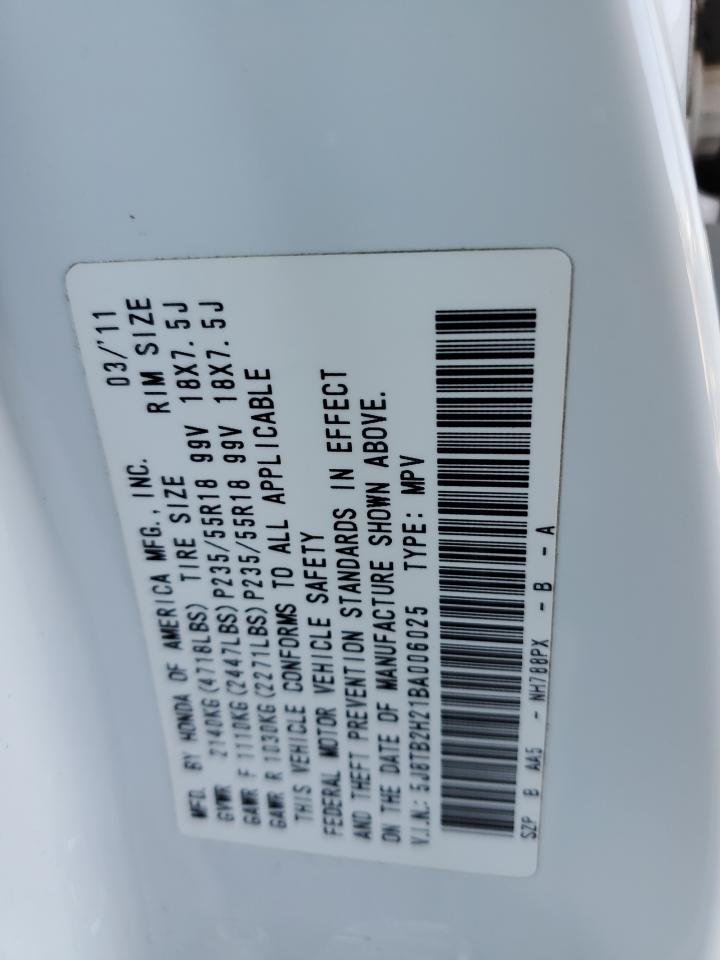 MFD. BY HONDA OF AMERICA MFG., INC. 03/'11
GVWR 2140KG(4718LBS) TIRE SIZE RIM SIZE
GAWR F 1110KG(2447LBS)P235/55R18 99V 18X7.5J
GAWR R 1030KG(2271LBS)P235/55R18 99V 18X7.5J
THIS VEHICLE CONFORMS TO ALL APPLICABLE
FEDERAL MOTOR VEHICLE SAFETY
AND THEFT PREVENTION STANDARDS IN EFFECT
ON THE DATE OF MANUFACTURE SHOWN ABOVE.
V.I.N.: 5J8TB2H21BA006025 TYPE: MPV
SZP B AA5 - NH788PX - B - A